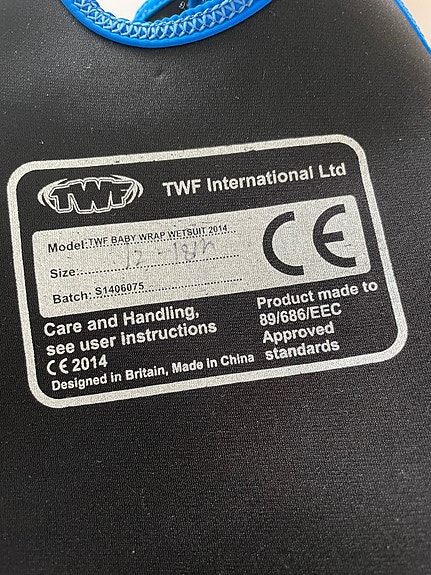 TWF
TWF International Ltd
Model: TWF BABY WRAP WETSUIT 2014
Size: 12-18M
Batch: S1406075
CE
Care and Handling,
see user instructions
CE 2014
Designed in Britain, Made in China
Product made to
89/686/EEC
Approved
standards